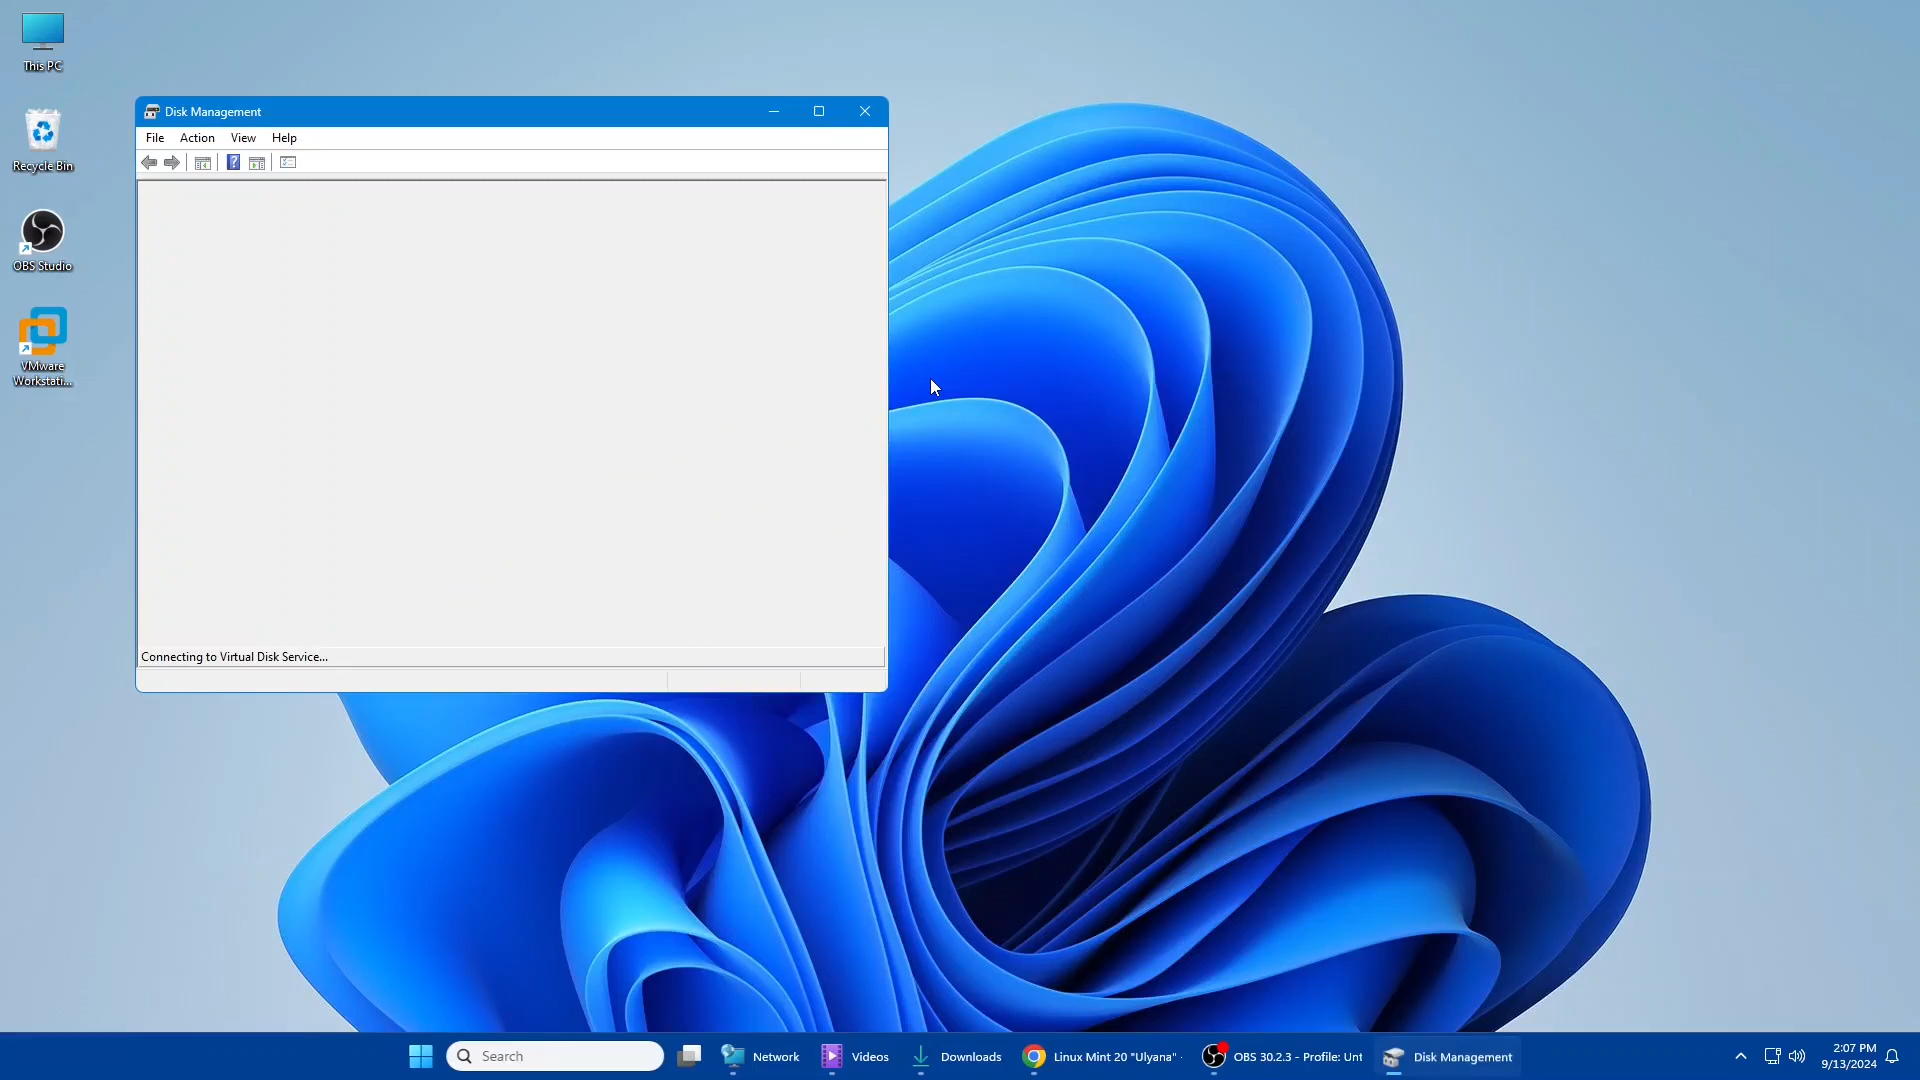 This PC
Recycle Bin
OBS Studio
VMware
Workstati...
Disk Management
File Action View Help
?
Connecting to Virtual Disk Service...
Search
Network
Videos
Downloads
Linux Mint 20 "Ulyana" -
OBS 30.2.3 - Profile: Unt
Disk Management
2:07 PM
9/13/2024